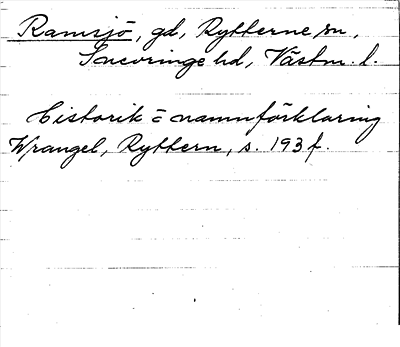 Ramsjö, gd, Rytterne sn,
Snevringe hd, Västm. l.
Historik o namnförklaring
Wrangel, Ryttern, s. 193 f.